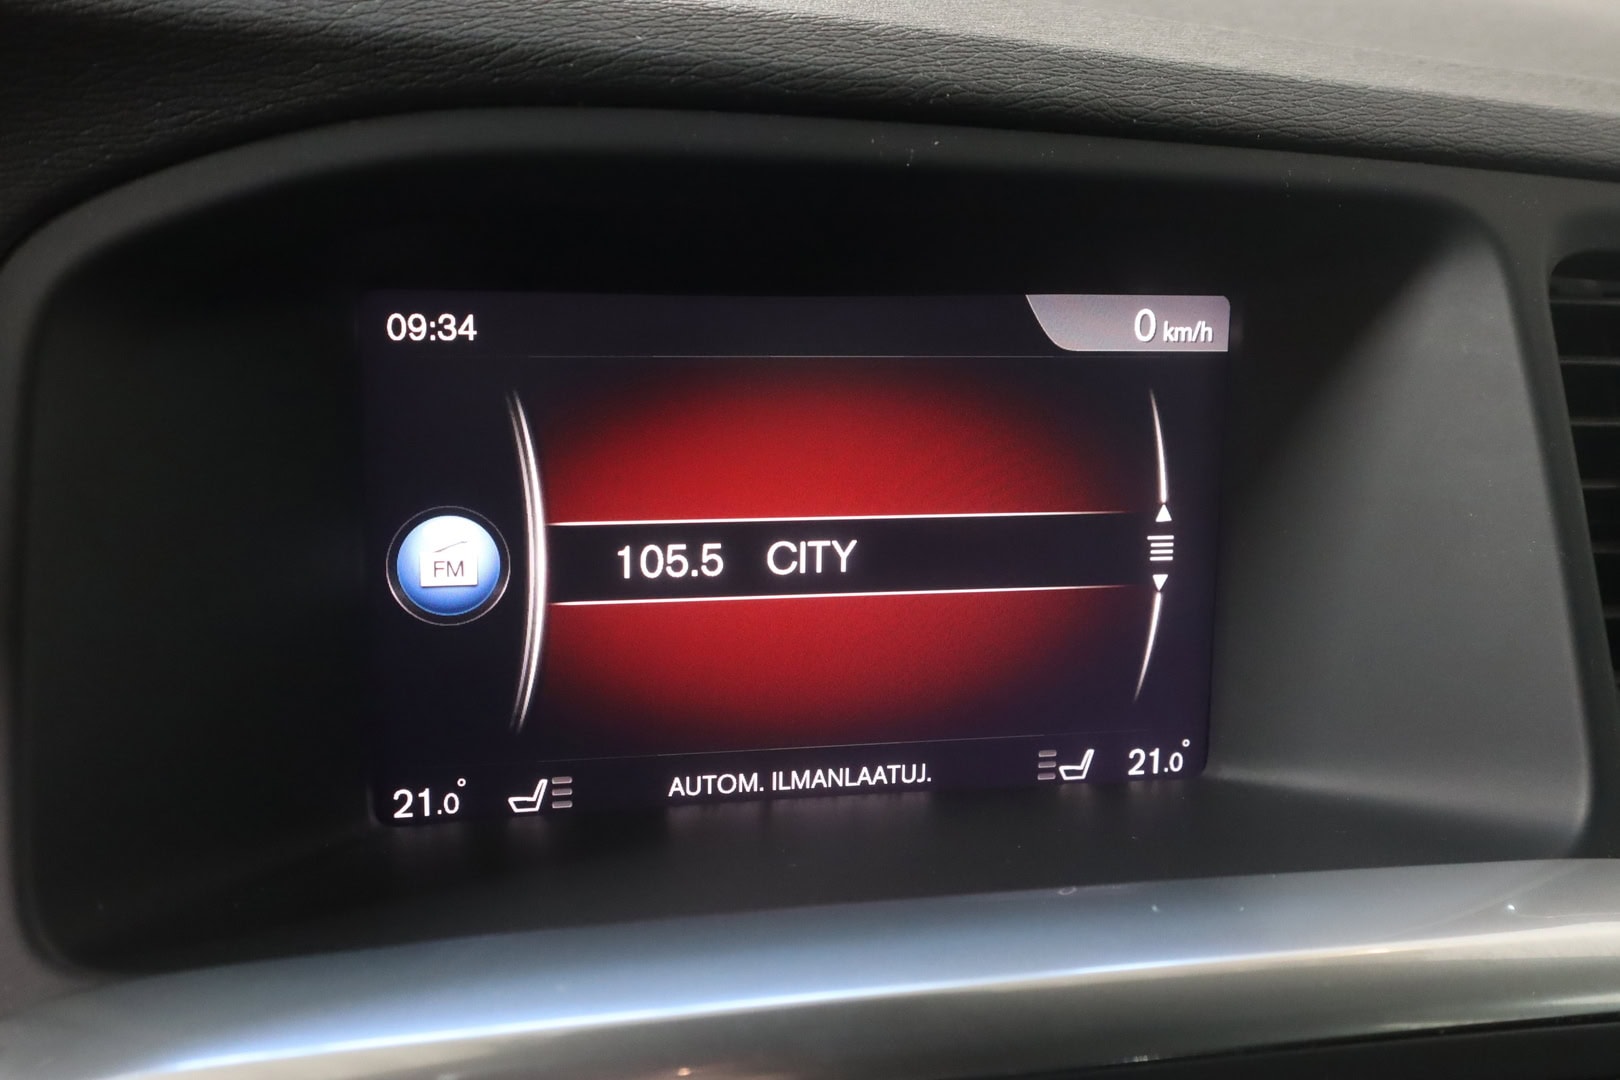 09:34
0 km/h
FM
105.5 CITY
21.0°
AUTOM. ILMANLAATUJ.
21.0°